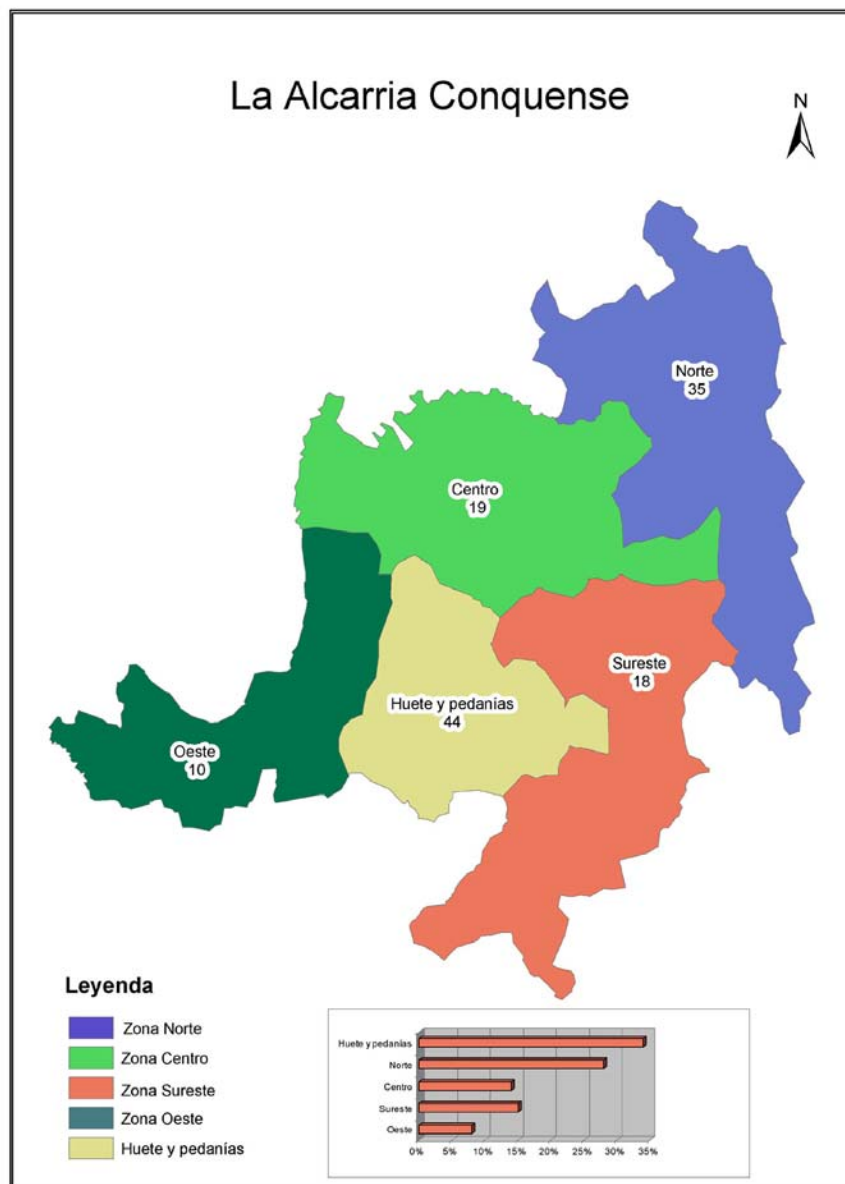 La Alcarria Conquense
N
Norte
35
Centro
19
Sureste
18
Huete y pedanías
44
Oeste
10
Leyenda
Zona Norte
Zona Centro
Zona Sureste
Zona Oeste
Huete y pedanías
Huete y pedanías
Norte
Centro
Sureste
Oeste
0% 5% 10% 15% 20% 25% 30% 35%